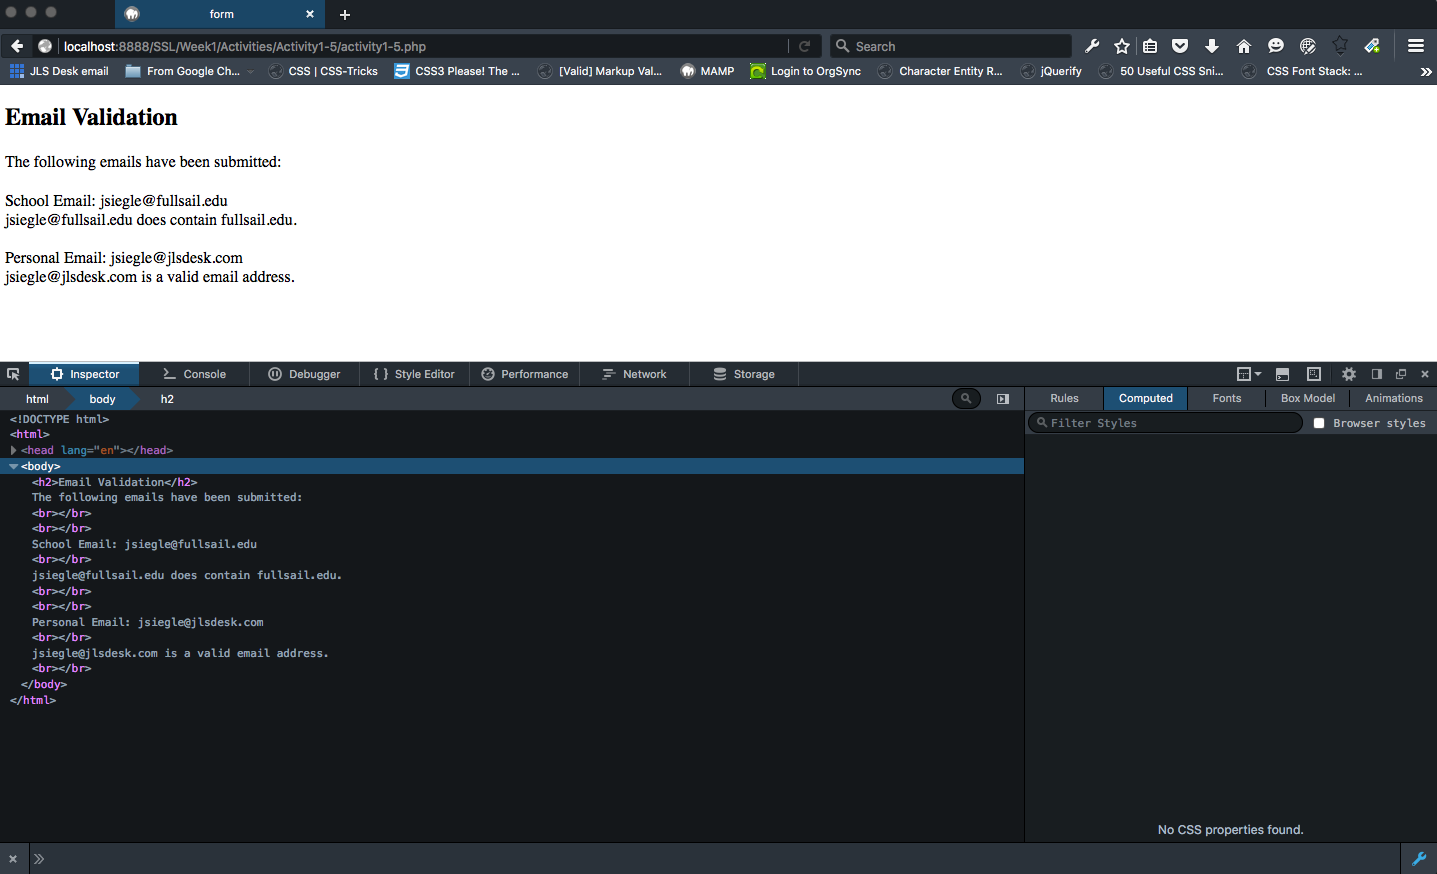 form
localhost:8888/SSL/Week1/Activities/Activity1-5/activity1-5.php
Search
JLS Desk email
From Google Ch...
CSS | CSS-Tricks
CSS3 Please! The ...
[Valid] Markup Val...
MAMP
Login to OrgSync
Character Entity R...
jQuerify
50 Useful CSS Sni...
CSS Font Stack: ...
Email Validation
The following emails have been submitted:
School Email: jsiegle@fullsail.edu
jsiegle@fullsail.edu does contain fullsail.edu.
Personal Email: jsiegle@jlsdesk.com
jsiegle@jlsdesk.com is a valid email address.
Inspector
Console
Debugger
Style Editor
Performance
Network
Storage
html
body
h2
Rules
Computed
Fonts
Box Model
Animations
Filter Styles
Browser styles
<!DOCTYPE html>
<html>
<head lang="en"></head>
<body>
<h2>Email Validation</h2>
The following emails have been submitted:
<br></br>
<br></br>
School Email: jsiegle@fullsail.edu
<br></br>
jsiegle@fullsail.edu does contain fullsail.edu.
<br></br>
<br></br>
Personal Email: jsiegle@jlsdesk.com
<br></br>
jsiegle@jlsdesk.com is a valid email address.
<br></br>
</body>
</html>
No CSS properties found.